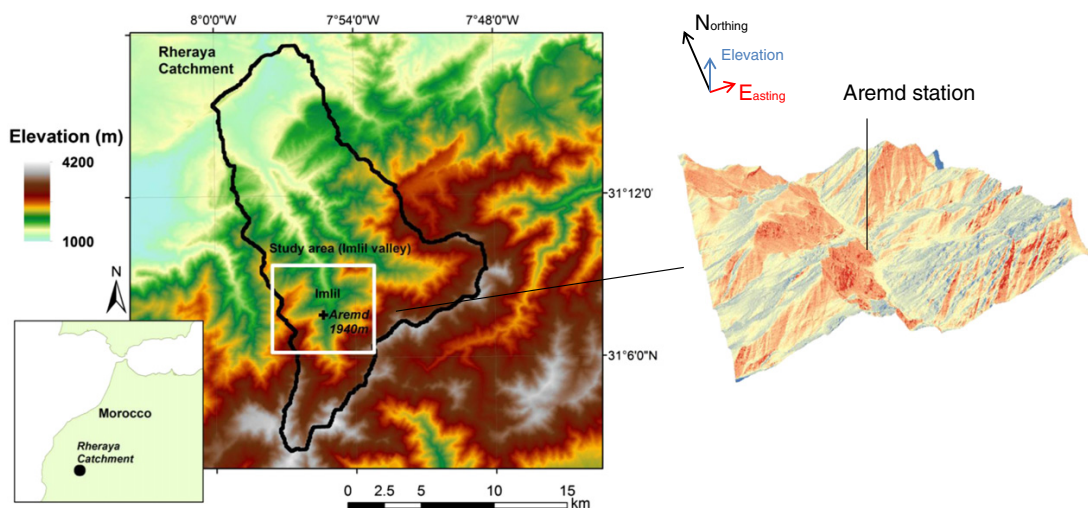 8°0'0"W
7°54'0"W
7°48'0"W
Rheraya
Catchment
Northing
Elevation
Easting
Aremd station
Elevation (m)
4200
1000
31°12'0'
Study area (Imlil valley)
N
Imlil
Aremd
1940m
31°6'0"N
Morocco
Rheraya
Catchment
0 2.5 5 10 15
km